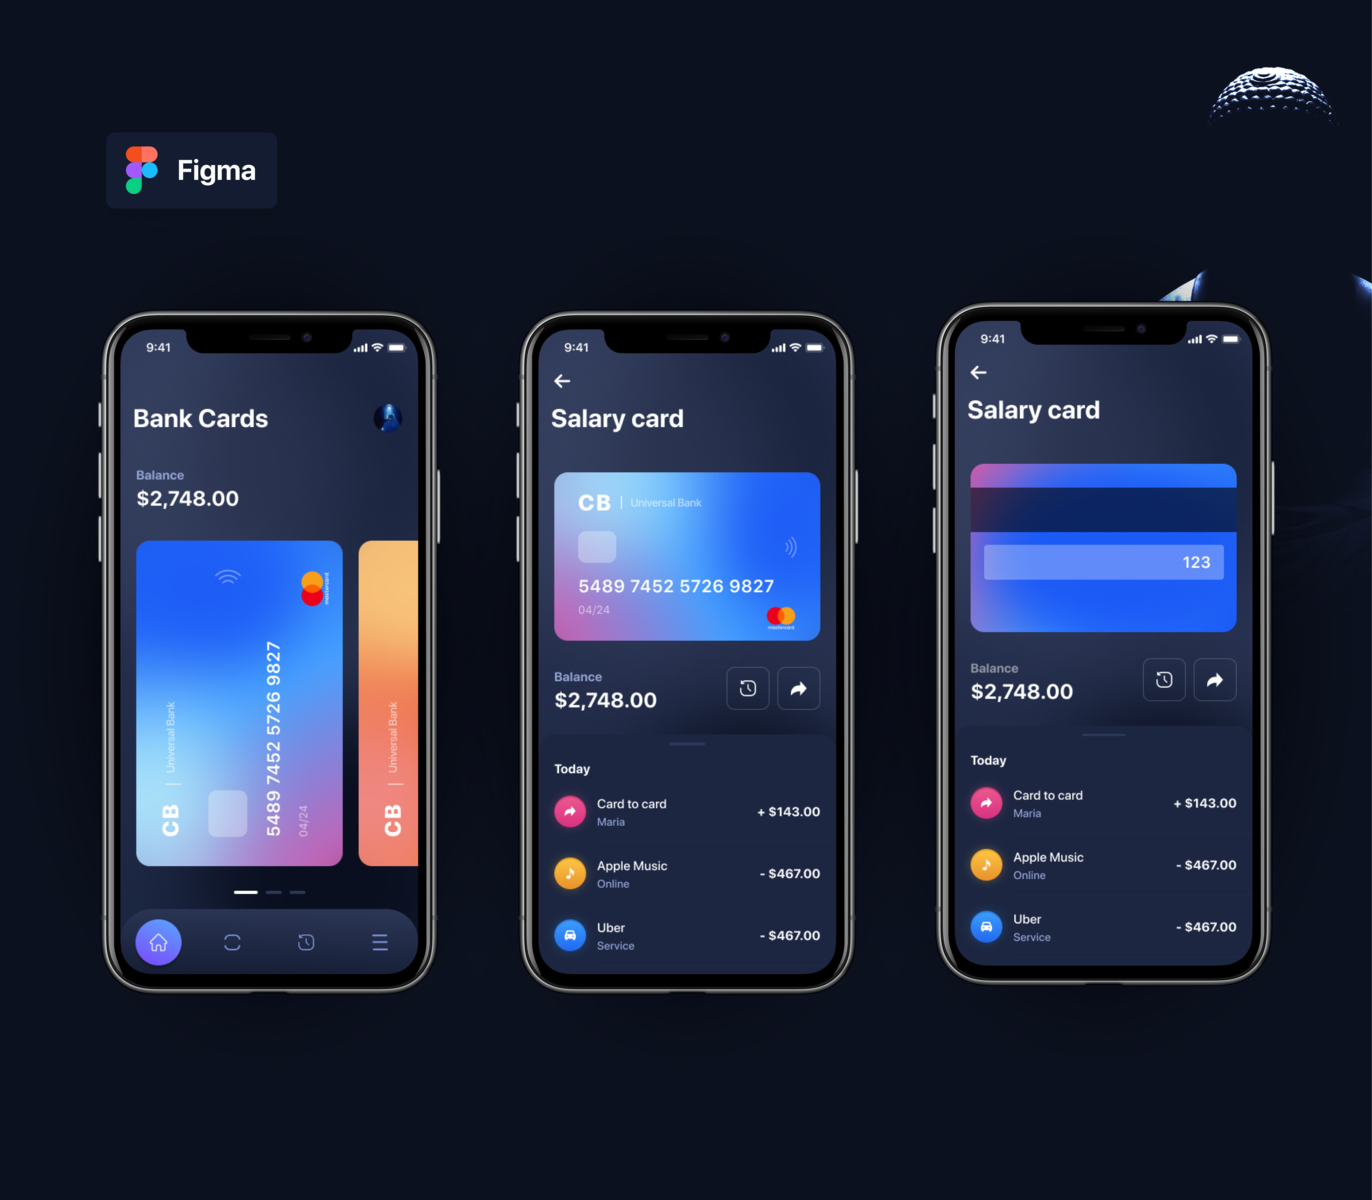 Figma
9:41
Bank Cards
Balance
$2,748.00
mastercard
CB | Universal Bank
5489 7452 5726 9827
04/24
CB | Universal Bank
9:41
Salary card
CB | Universal Bank
5489 7452 5726 9827
04/24
mastercard
Balance
$2,748.00
Today
Card to card
+ $143.00
Maria
Apple Music
- $467.00
Online
Uber
- $467.00
Service
9:41
Salary card
123
Balance
$2,748.00
Today
Card to card
+ $143.00
Maria
Apple Music
- $467.00
Online
Uber
- $467.00
Service